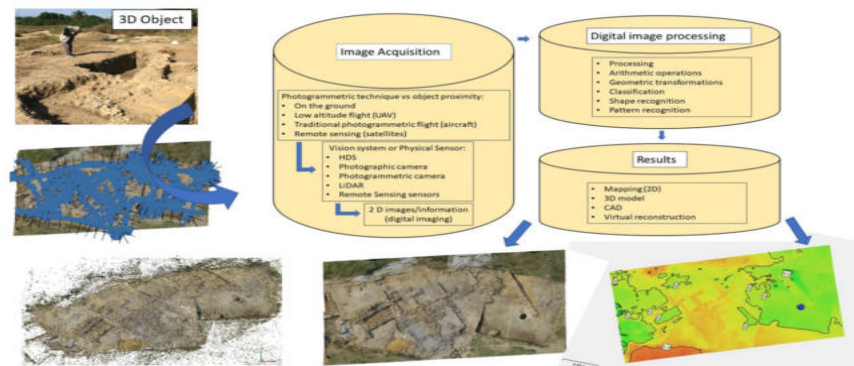 3D Object
Image Acquisition
Photogrammetric technique vs object proximity:
• On the ground
• Low altitude flight (UAV)
• Traditional photogrammetric flight (aircraft)
• Remote sensing (satellites)
Vision system or Physical Sensor:
• HDS
• Photographic camera
• Photogrammetric camera
• LiDAR
• Remote Sensing sensors
2 D images/information
(digital imaging)
Digital image processing
• Processing
• Arithmetic operations
• Geometric transformations
• Classification
• Shape recognition
• Pattern recognition
Results
• Mapping (2D)
• 3D model
• CAD
• Virtual reconstruction